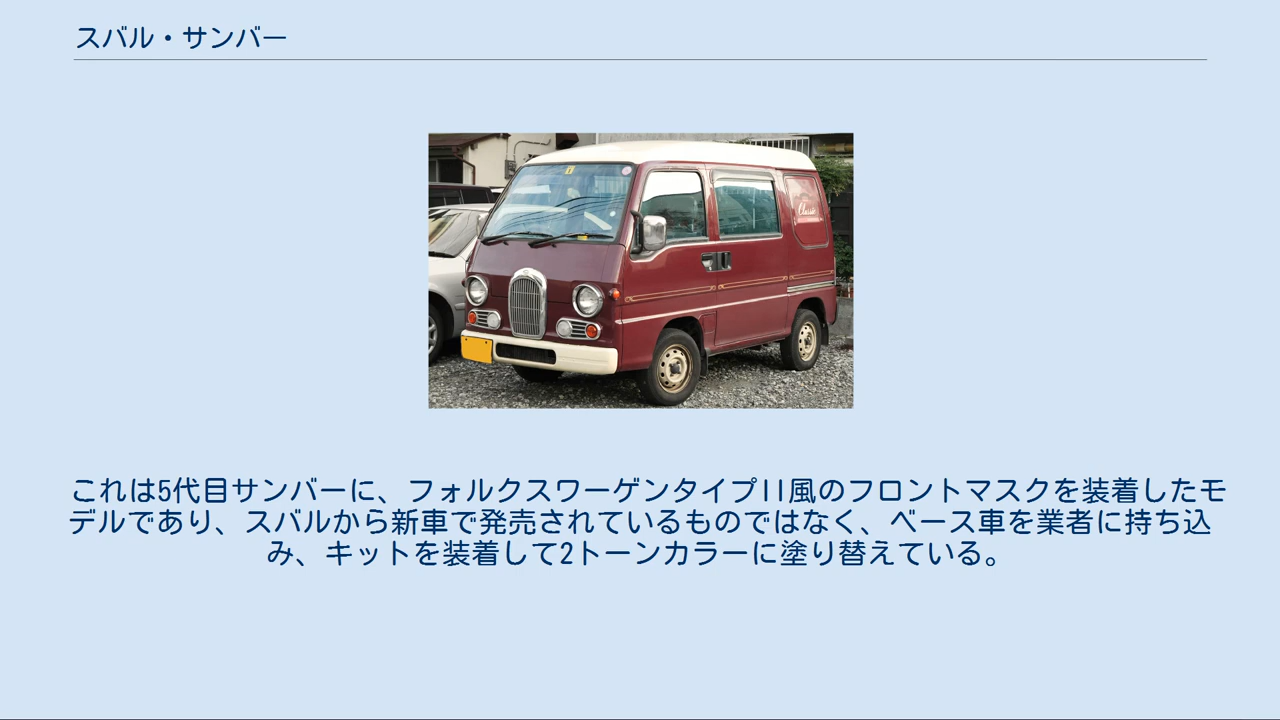 スバル・サンバー
Classic
これは5代目サンバーに、フォルクスワーゲンタイプII風のフロントマスクを装着したモ
デルであり、スバルから新車で発売されているものではなく、ベース車を業者に持ち込
み、キットを装着して2トーンカラーに塗り替えている。